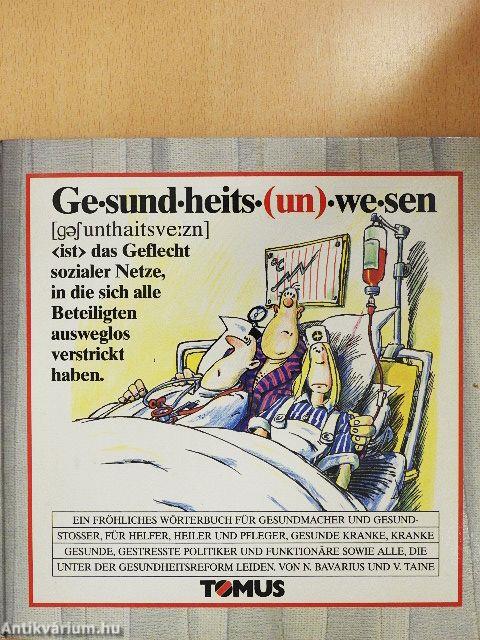 Ge·sund·heits·(un)·we·sen
[gəʃunthaitsve:zn]
‹ist› das Geflecht
sozialer Netze,
in die sich alle
Beteiligten
ausweglos
verstrickt
haben.
°C
EIN FRÖHLICHES WÖRTERBUCH FÜR GESUNDMACHER UND GESUND-
STOSSER, FÜR HELFER, HEILER UND PFLEGER, GESUNDE KRANKE, KRANKE
GESUNDE, GESTRESSTE POLITIKER UND FUNKTIONÄRE SOWIE ALLE, DIE
UNTER DER GESUNDHEITSREFORM LEIDEN. VON N. BAVARIUS UND V. TAINE
TOMUS
Antikvárium.hu